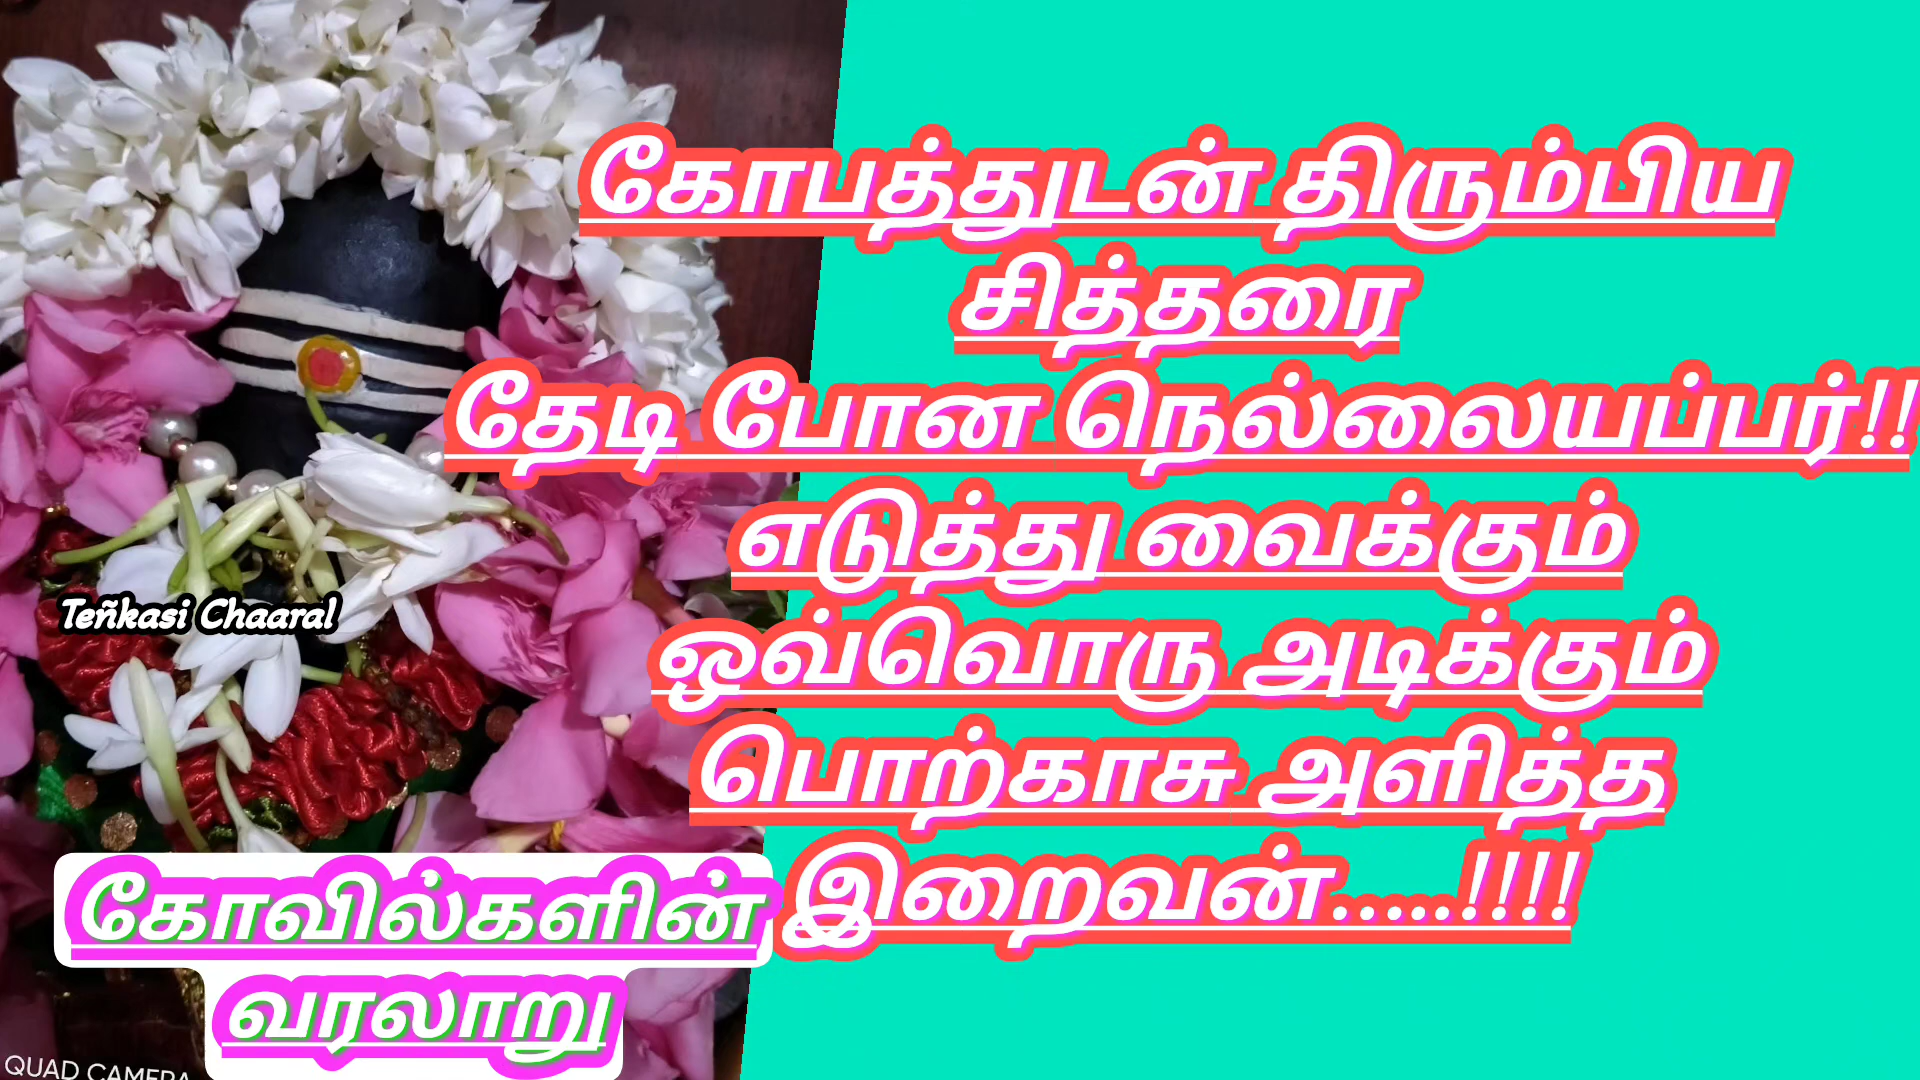 கோபத்துடன் திரும்பிய
சித்தரை
தேடி போன நெல்லையப்பர்!!
எடுத்து வைக்கும்
ஒவ்வொரு அடிக்கும்
பொற்காசு அளித்த
இறைவன்.....!!!!
Teñkasi Chaaral
கோவில்களின்
வரலாறு
QUAD CAMERA